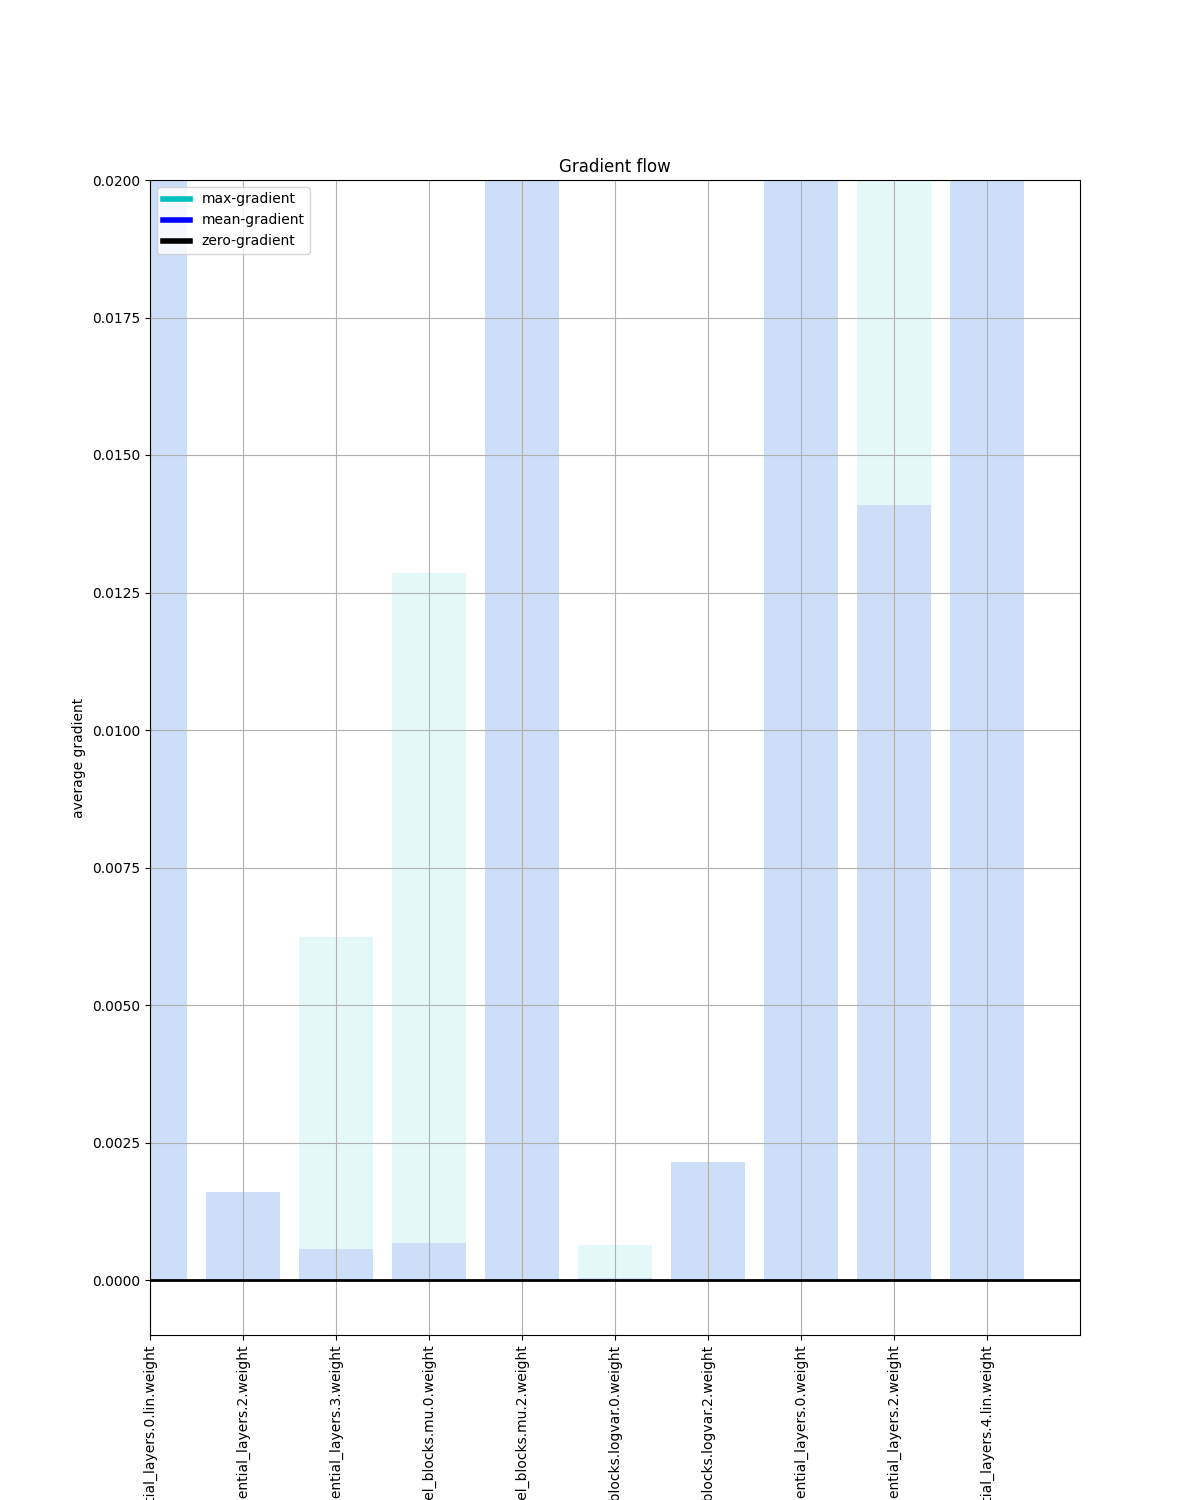 Gradient flow
max-gradient
mean-gradient
zero-gradient
0.0200
0.0175
0.0150
0.0125
0.0100
0.0075
0.0050
0.0025
0.0000
average gradient
tial_layers.0.lin.weight
ential_layers.2.weight
ential_layers.3.weight
el_blocks.mu.0.weight
el_blocks.mu.2.weight
blocks.logvar.0.weight
blocks.logvar.2.weight
ential_layers.0.weight
ential_layers.2.weight
tial_layers.4.lin.weight